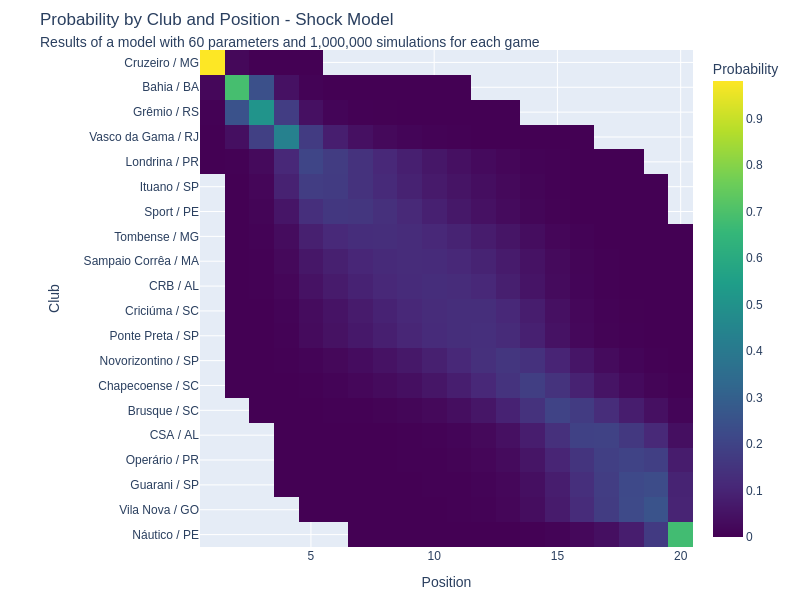 Probability by Club and Position - Shock Model
Results of a model with 60 parameters and 1,000,000 simulations for each game
Probability
Cruzeiro / MG
Bahia / BA
Grêmio / RS
Vasco da Gama / RJ
Londrina / PR
Ituano / SP
Sport / PE
Tombense / MG
Sampaio Corrêa / MA
CRB / AL
Criciúma / SC
Ponte Preta / SP
Novorizontino / SP
Chapecoense / SC
Brusque / SC
CSA / AL
Operário / PR
Guarani / SP
Vila Nova / GO
Náutico / PE
Club
5
10
15
20
Position
0.9
0.8
0.7
0.6
0.5
0.4
0.3
0.2
0.1
0